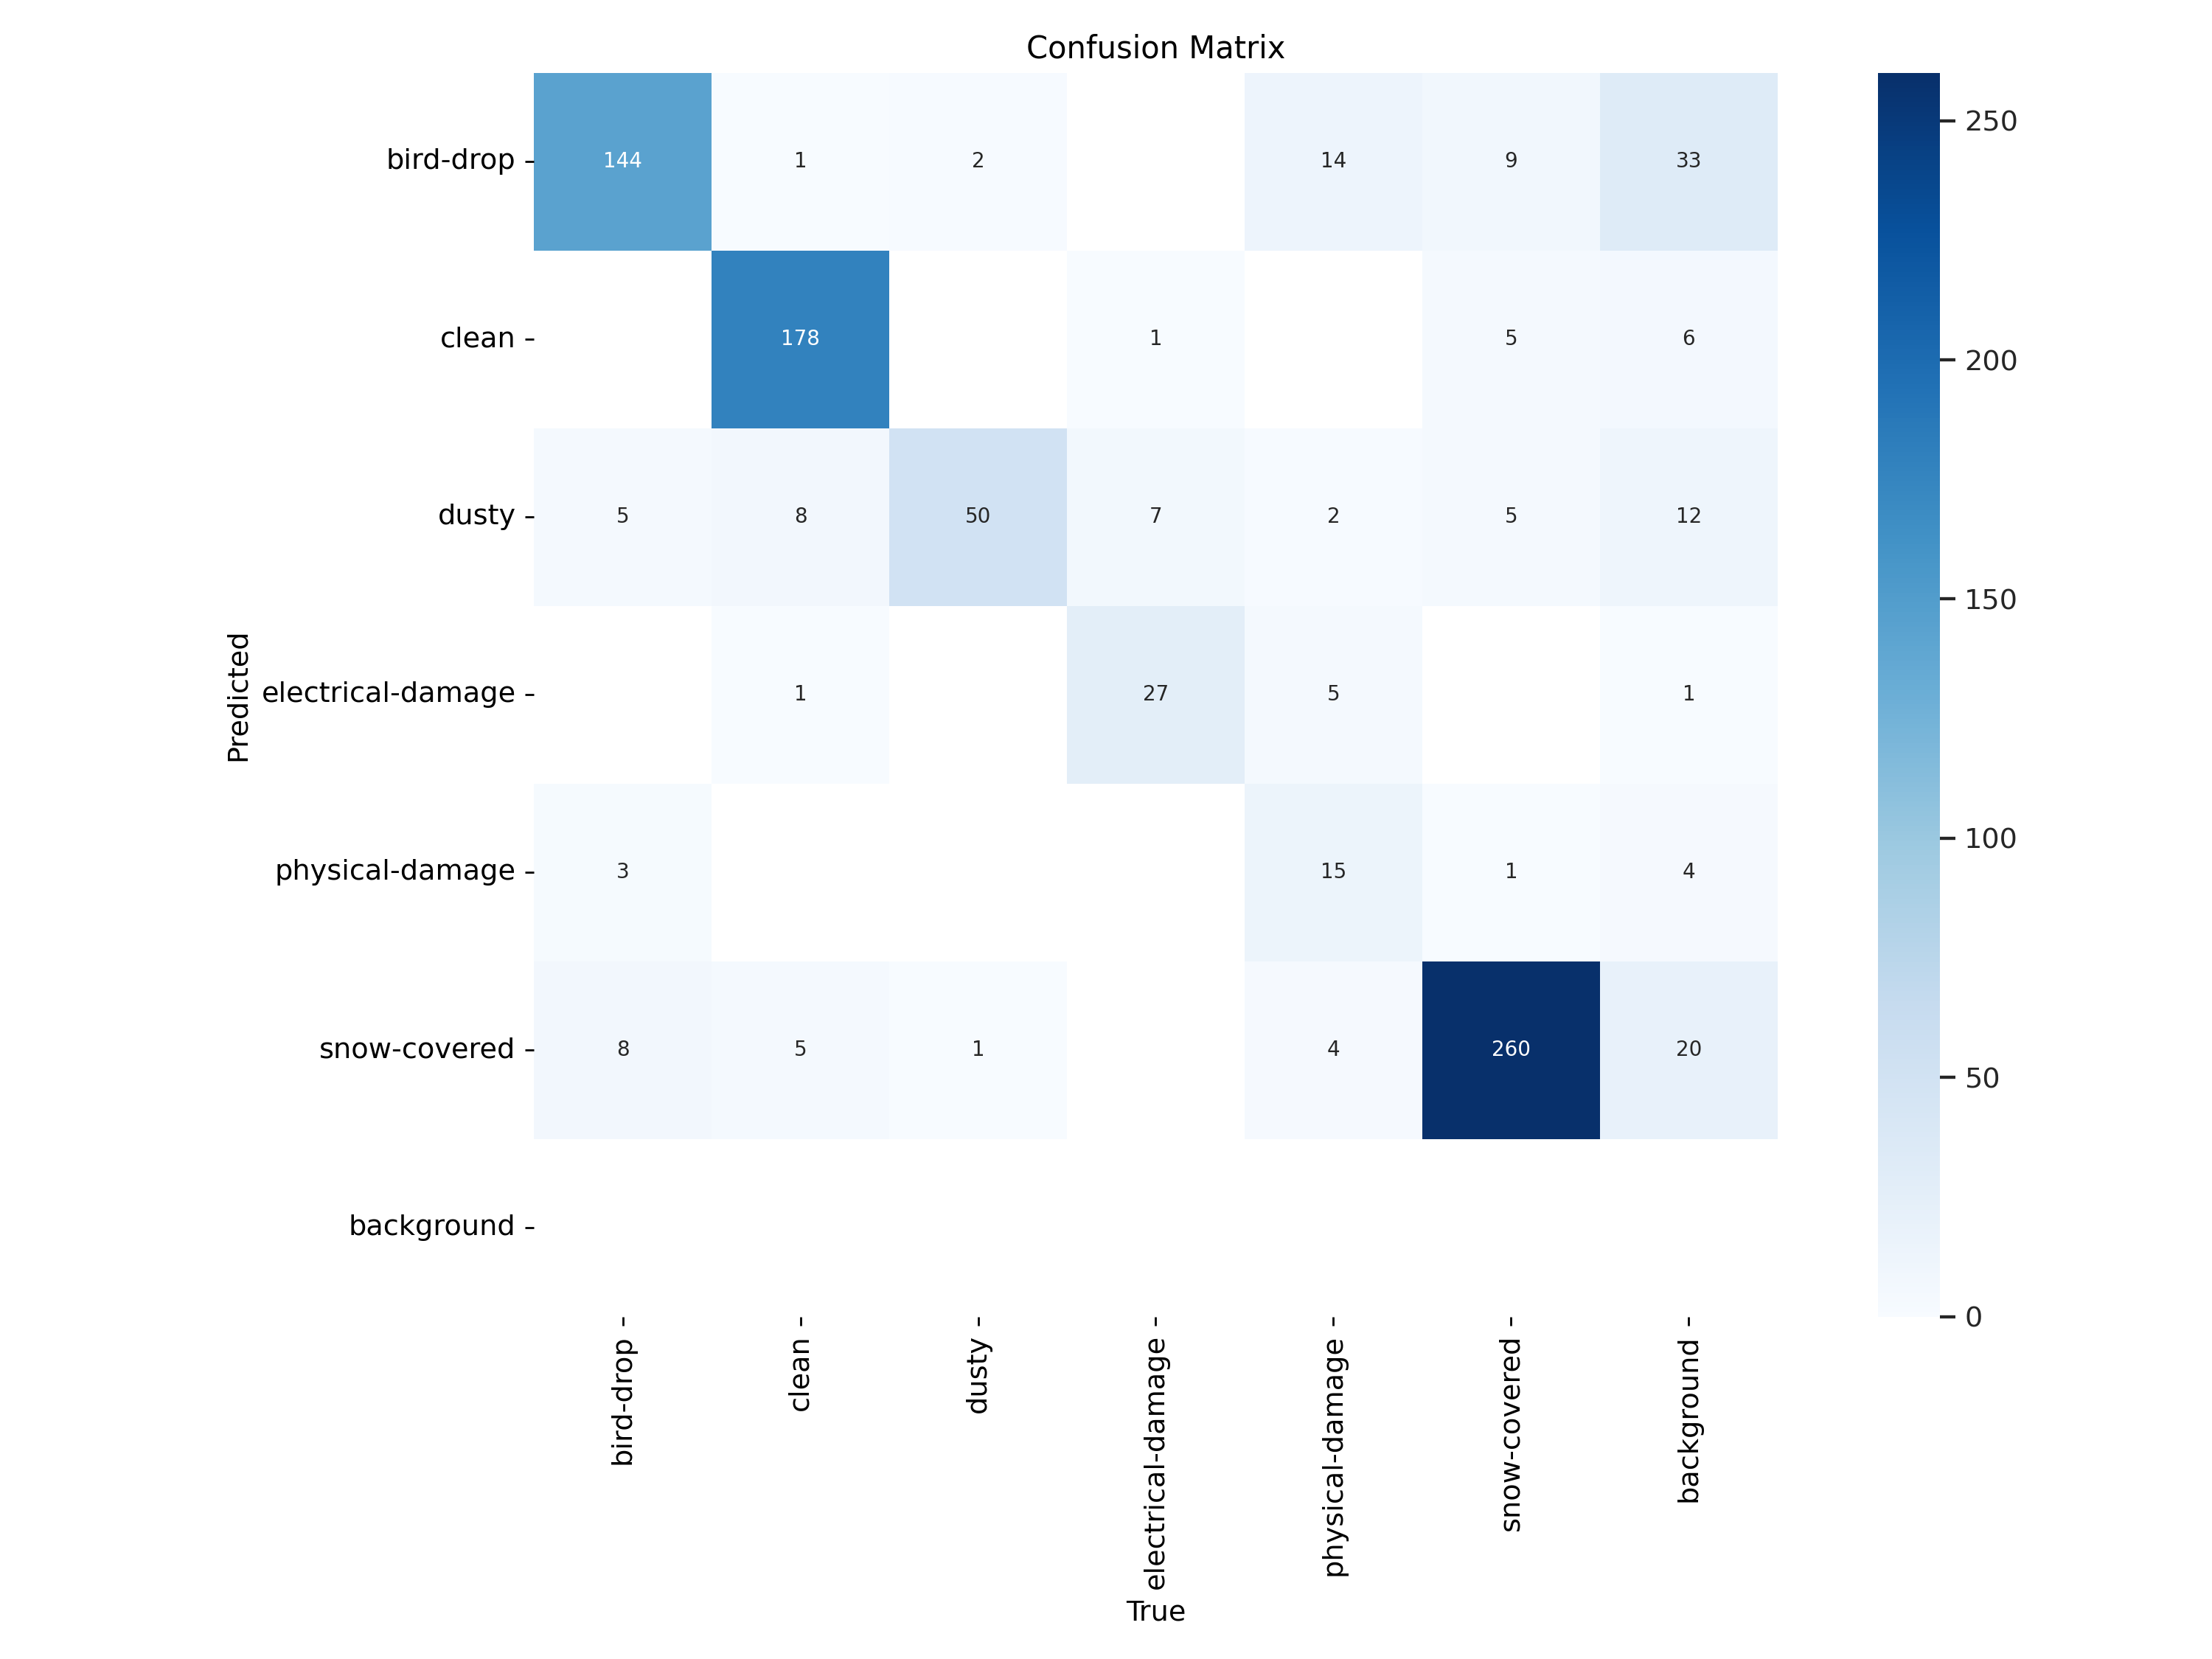 Confusion Matrix
bird-drop 144 1 2 14 9 33
clean 178 1 5 6
dusty 5 8 50 7 2 5 12
electrical-damage 1 27 5 1
physical-damage 3 15 1 4
snow-covered 8 5 1 4 260 20
background
Predicted
bird-drop
clean
dusty
electrical-damage
physical-damage
snow-covered
background
True
250
200
150
100
50
0